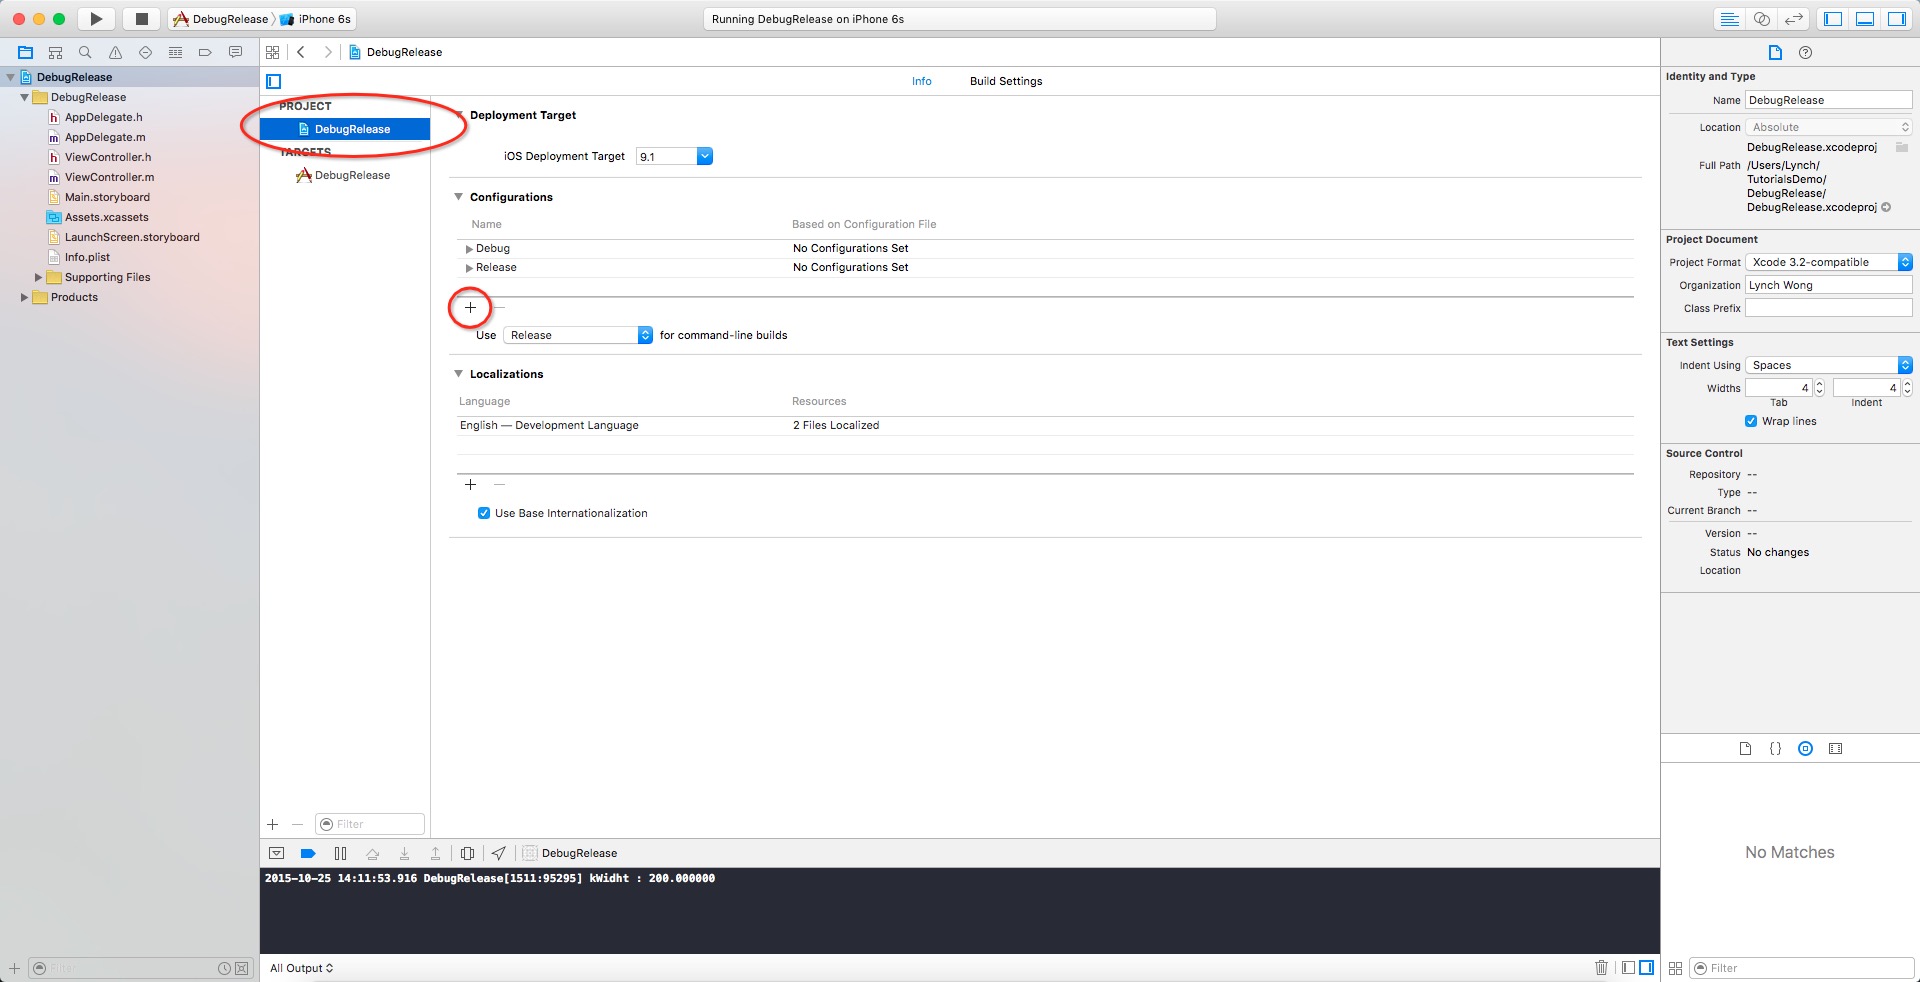 DebugRelease
iPhone 6s
Running DebugRelease on iPhone 6s
DebugRelease
DebugRelease
DebugRelease
AppDelegate.h
AppDelegate.m
ViewController.h
ViewController.m
Main.storyboard
Assets.xcassets
LaunchScreen.storyboard
Info.plist
Supporting Files
Products
Filter
Info
Build Settings
PROJECT
DebugRelease
TARGETS
DebugRelease
Filter
Deployment Target
iOS Deployment Target 9.1
Configurations
Name Based on Configuration File
Debug No Configurations Set
Release No Configurations Set
Use Release for command-line builds
Localizations
Language Resources
English — Development Language 2 Files Localized
Use Base Internationalization
DebugRelease
2015-10-25 14:11:53.916 DebugRelease[1511:95295] kWidht : 200.000000
All Output
Identity and Type
Name DebugRelease
Location Absolute
DebugRelease.xcodeproj
Full Path /Users/Lynch/
TutorialsDemo/
DebugRelease/
DebugRelease.xcodeproj
Project Document
Project Format Xcode 3.2-compatible
Organization Lynch Wong
Class Prefix
Text Settings
Indent Using Spaces
Widths 4 4
Tab Indent
Wrap lines
Source Control
Repository --
Type --
Current Branch --
Version --
Status No changes
Location
No Matches
Filter